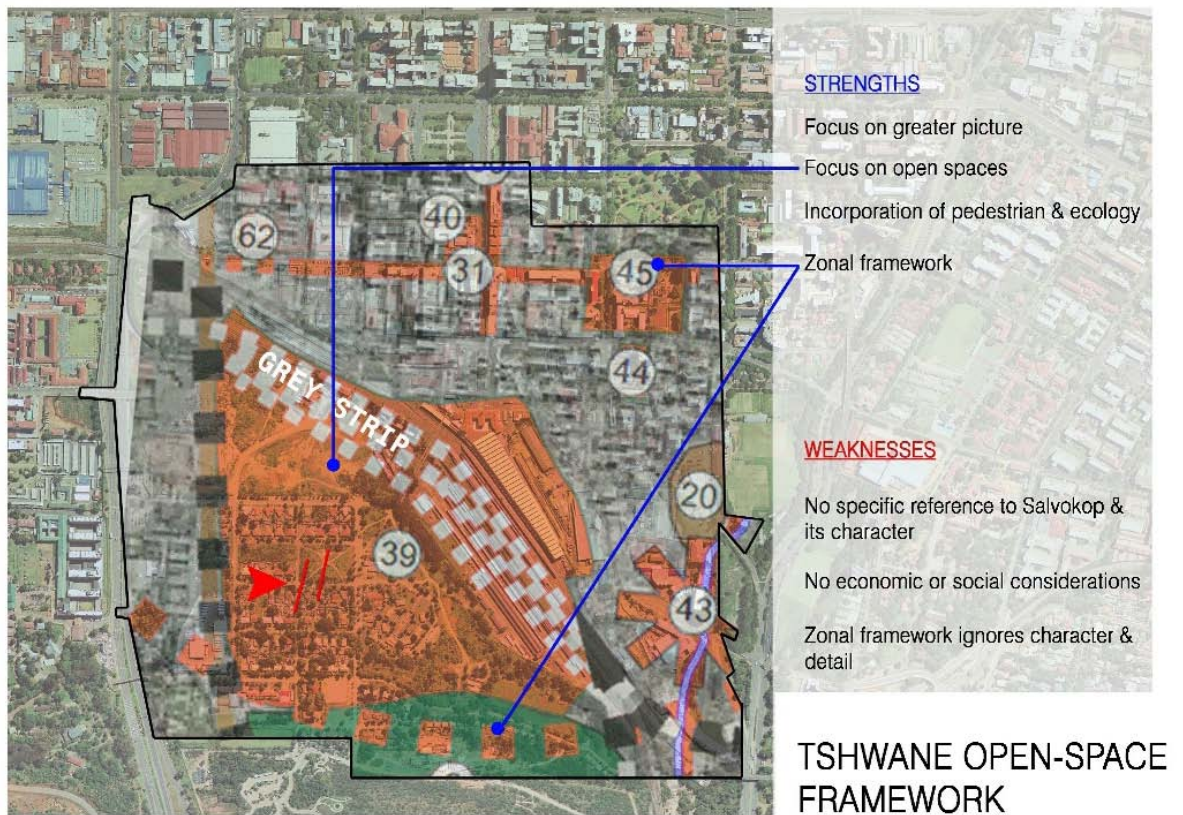 STRENGTHS
Focus on greater picture
Focus on open spaces
Incorporation of pedestrian & ecology
Zonal framework
40
62
31
45
GREY STRIP
44
20
39
43
WEAKNESSES
No specific reference to Salvokop &
its character
No economic or social considerations
Zonal framework ignores character &
detail
TSHWANE OPEN-SPACE
FRAMEWORK